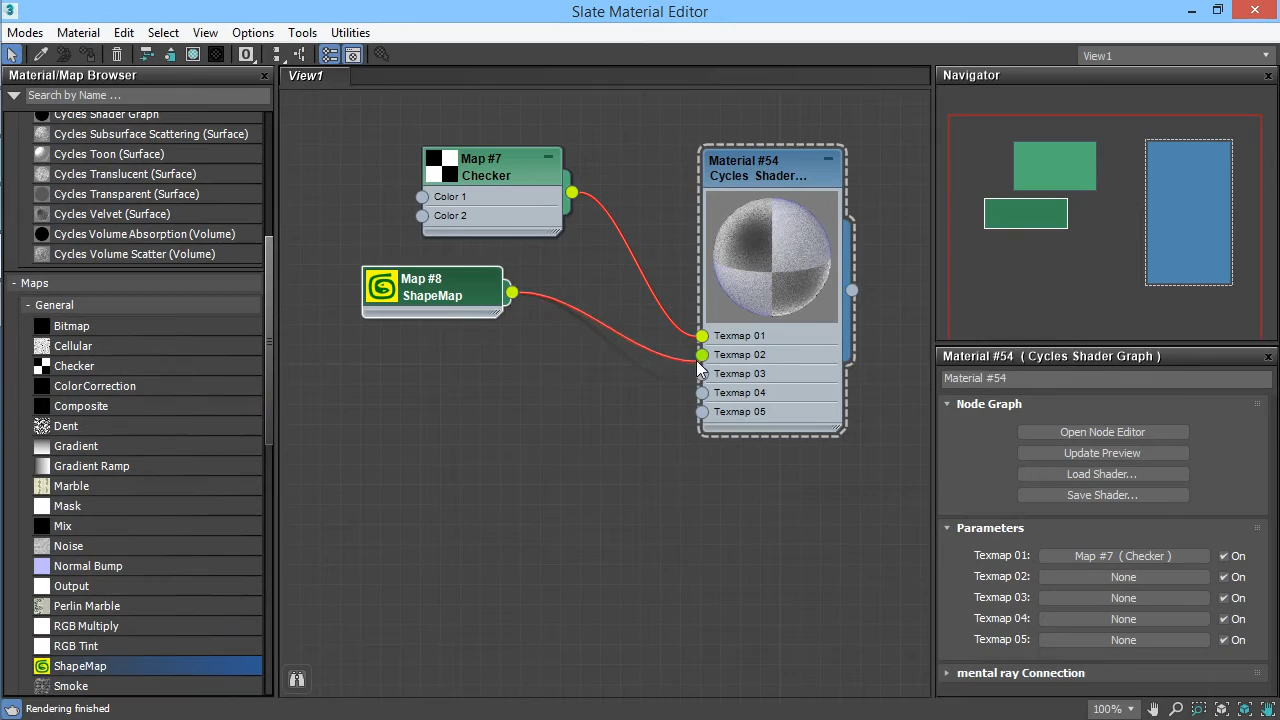 Slate Material Editor
Modes Material Edit Select View Options Tools Utilities
View1
Material/Map Browser
Search by Name ...
Cycles Shader Graph
Cycles Subsurface Scattering (Surface)
Cycles Toon (Surface)
Cycles Translucent (Surface)
Cycles Transparent (Surface)
Cycles Velvet (Surface)
Cycles Volume Absorption (Volume)
Cycles Volume Scatter (Volume)
- Maps
- General
Bitmap
Cellular
Checker
ColorCorrection
Composite
Dent
Gradient
Gradient Ramp
Marble
Mask
Mix
Noise
Normal Bump
Output
Perlin Marble
RGB Multiply
RGB Tint
ShapeMap
Smoke
View1
Map #7
Checker
Color 1
Color 2
Map #8
ShapeMap
Material #54
Cycles Shader...
Texmap 01
Texmap 02
Texmap 03
Texmap 04
Texmap 05
Navigator
Material #54 ( Cycles Shader Graph )
Material #54
Node Graph
Open Node Editor
Update Preview
Load Shader...
Save Shader...
Parameters
Texmap 01: Map #7 ( Checker ) On
Texmap 02: None On
Texmap 03: None On
Texmap 04: None On
Texmap 05: None On
mental ray Connection
Rendering finished
100%